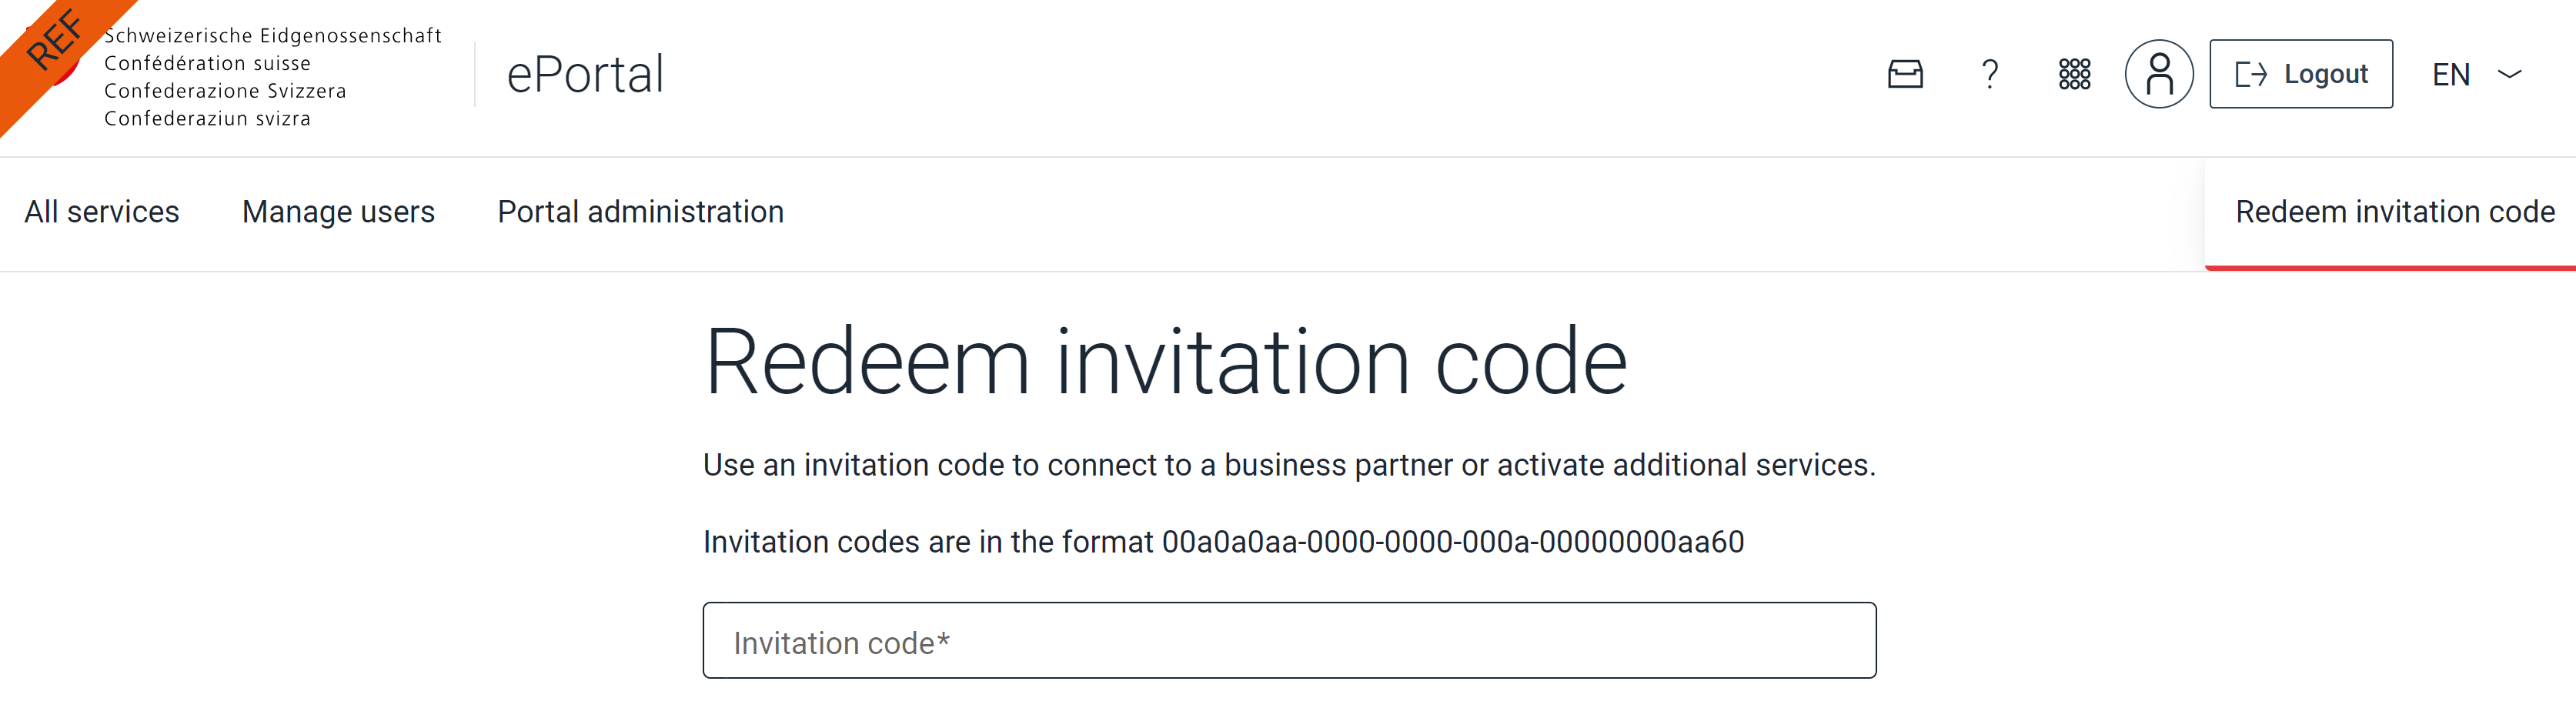 REF
Schweizerische Eidgenossenschaft
Confédération suisse
Confederazione Svizzera
Confederaziun svizra
ePortal
?
Logout
EN
All services
Manage users
Portal administration
Redeem invitation code
Redeem invitation code
Use an invitation code to connect to a business partner or activate additional services.
Invitation codes are in the format 00a0a0aa-0000-0000-000a-00000000aa60
Invitation code*